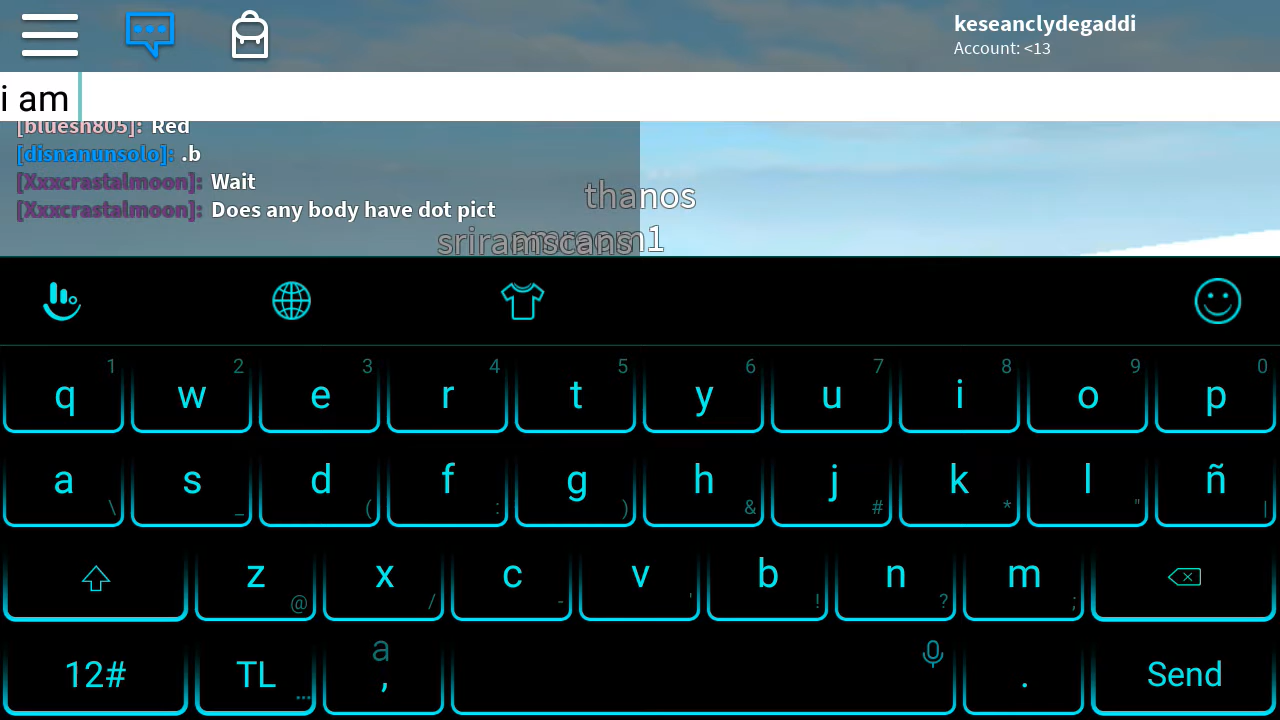 keseanclydegaddi
Account: <13
i am
[bluesh805]: Red
[disnanunsolo]: .b
[Xxxcrastalmoon]: Wait
[Xxxcrastalmoon]: Does any body have dot pict
thanos
sriramscans
1 2 3 4 5 6 7 8 9 0
q w e r t y u i o p
a s d f g h j k l ñ
\ _ ( : ) & # * " |
z x c v b n m
@ / - ' ! ? ;
a
12# TL , . Send
...